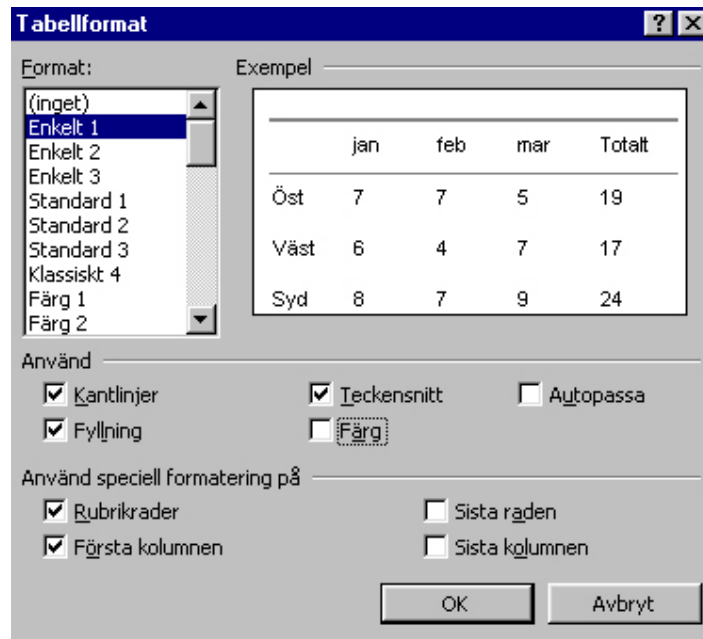 Tabellformat
Format:
(inget)
Enkelt 1
Enkelt 2
Enkelt 3
Standard 1
Standard 2
Standard 3
Klassiskt 4
Färg 1
Färg 2
Exempel
jan feb mar Totalt
Öst 7 7 5 19
Väst 6 4 7 17
Syd 8 7 9 24
Använd
Kantlinjer Teckensnitt Autopassa
Fyllning Färg
Använd speciell formatering på
Rubrikrader Sista raden
Första kolumnen Sista kolumnen
OK Avbryt